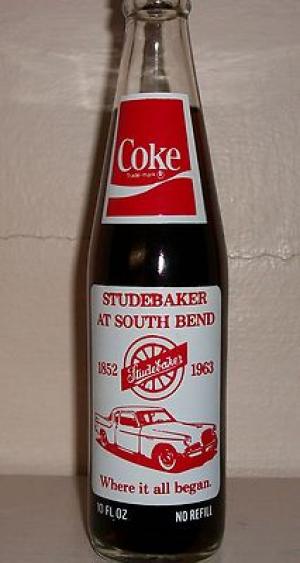 Coke
Trade-mark ®
STUDEBAKER
AT SOUTH BEND
1852 Studebaker 1963
Where it all began.
10 FL OZ NO REFILL